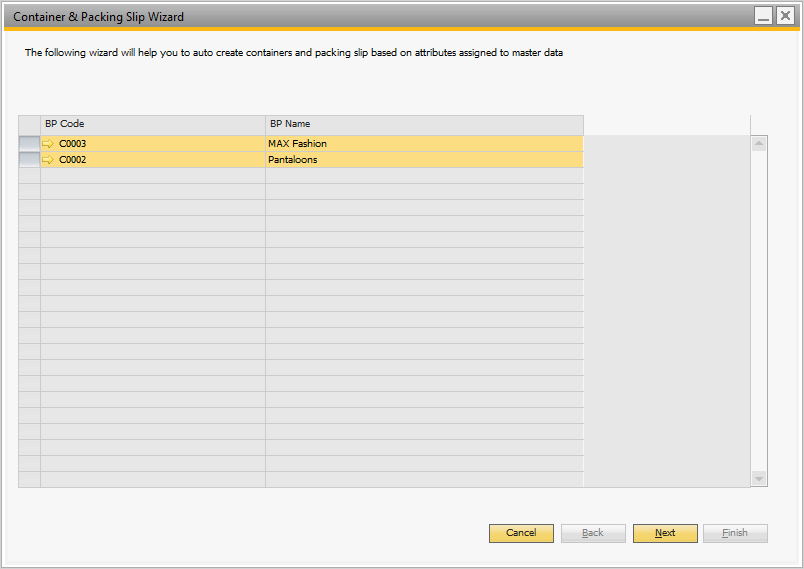 Container & Packing Slip Wizard
The following wizard will help you to auto create containers and packing slip based on attributes assigned to master data
BP Code BP Name
C0003 MAX Fashion
C0002 Pantaloons
Cancel Back Next Finish